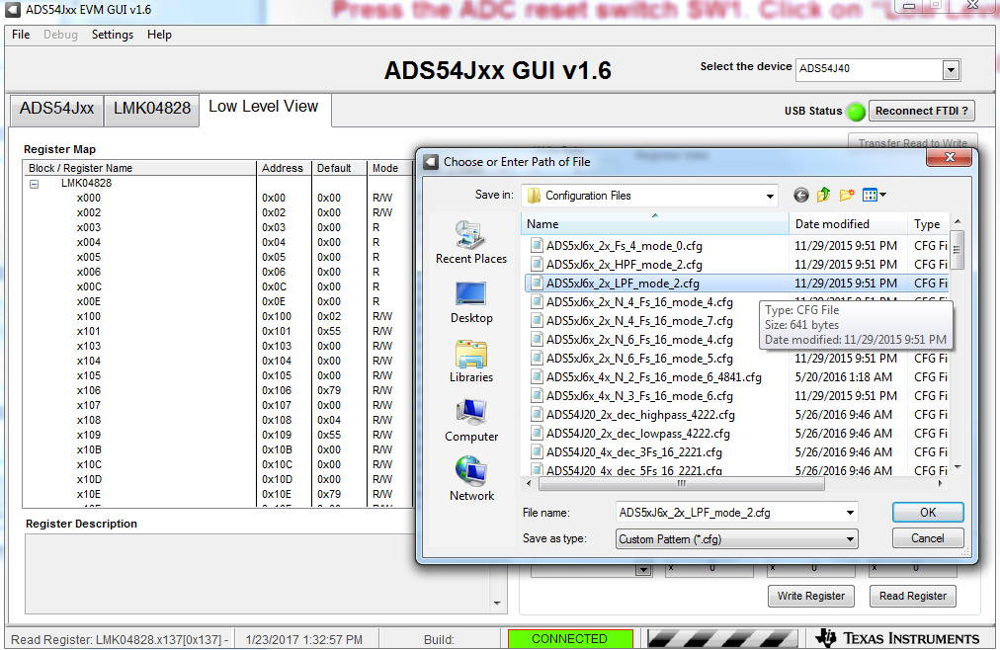 ADS54Jxx EVM GUI v1.6
Press the ADC reset switch SW1. Click on "Low Leve
File Debug Settings Help
ADS54Jxx GUI v1.6
Select the device ADS54J40
ADS54Jxx LMK04828 Low Level View
USB Status Reconnect FTDI ?
Transfer Read to Write
Register Map
Block / Register Name Address Default Mode
LMK04828
x000 0x00 0x00 R/W
x002 0x02 0x00 R/W
x003 0x03 0x00 R
x004 0x04 0x00 R
x005 0x05 0x00 R
x006 0x06 0x00 R
x00C 0x0C 0x00 R
x00E 0x0E 0x00 R
x100 0x100 0x02 R/W
x101 0x101 0x55 R/W
x103 0x103 0x00 R/W
x104 0x104 0x00 R/W
x105 0x105 0x00 R/W
x106 0x106 0x79 R/W
x107 0x107 0x00 R/W
x108 0x108 0x04 R/W
x109 0x109 0x55 R/W
x10B 0x10B 0x00 R/W
x10C 0x10C 0x00 R/W
x10D 0x10D 0x00 R/W
x10E 0x10E 0x79 R/W
Register Description
Choose or Enter Path of File
Save in: Configuration Files
Recent Places
Desktop
Libraries
Computer
Network
Name Date modified Type
ADS5xJ6x_2x_Fs_4_mode_0.cfg 11/29/2015 9:51 PM CFG Fi
ADS5xJ6x_2x_HPF_mode_2.cfg 11/29/2015 9:51 PM CFG Fi
ADS5xJ6x_2x_LPF_mode_2.cfg 11/29/2015 9:51 PM CFG Fi
ADS5xJ6x_2x_N_4_Fs_16_mode_4.cfg 11/29/2015 9:51 PM CFG Fi
ADS5xJ6x_2x_N_4_Fs_16_mode_7.cfg
ADS5xJ6x_2x_N_6_Fs_16_mode_4.cfg
ADS5xJ6x_2x_N_6_Fs_16_mode_5.cfg 11/29/2015 9:51 PM CFG Fi
ADS5xJ6x_4x_N_2_Fs_16_mode_6_4841.cfg 5/20/2016 1:18 AM CFG Fi
ADS5xJ6x_4x_N_3_Fs_16_mode_6.cfg 11/29/2015 9:51 PM CFG Fi
ADS54J20_2x_dec_highpass_4222.cfg 5/26/2016 9:46 AM CFG Fi
ADS54J20_2x_dec_lowpass_4222.cfg 5/26/2016 9:46 AM CFG Fi
ADS54J20_4x_dec_3Fs_16_2221.cfg 5/26/2016 9:46 AM CFG Fi
ADS54J20_4x_dec_5Fs_16_2221.cfg 5/26/2016 9:46 AM CFG Fi
Type: CFG File
Size: 641 bytes
Date modified: 11/29/2015 9:51 PM
File name: ADS5xJ6x_2x_LPF_mode_2.cfg OK
Save as type: Custom Pattern (*.cfg) Cancel
x 0 x 0 x 0
Write Register Read Register
Read Register: LMK04828.x137[0x137] - 1/23/2017 1:32:57 PM Build: CONNECTED TEXAS INSTRUMENTS